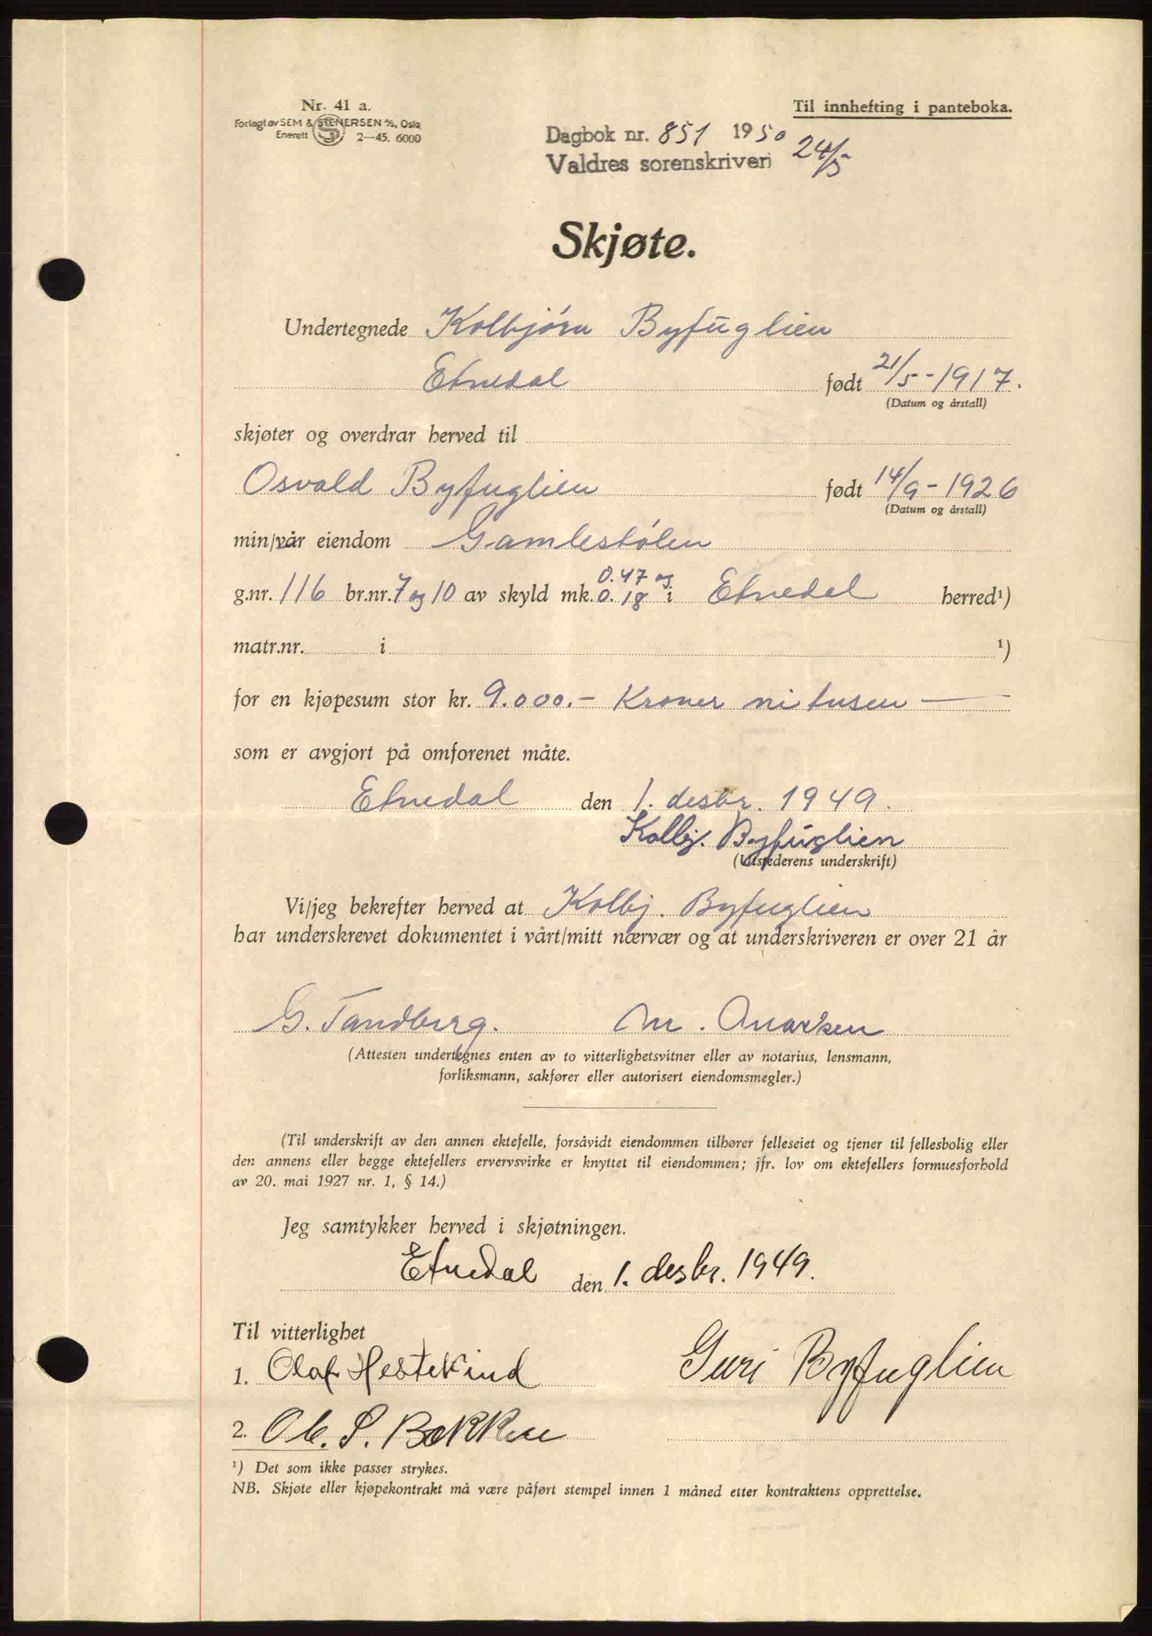 Nr. 41 a.
Forlagt av SEM & STENERSEN A/S, Oslo
Enerett 2—45. 6000
Til innhefting i panteboka.
Dagbok nr. 851 1950 24/5
Valdres sorenskriveri
Skjøte.
Undertegnede Kolbjörn Byfuglien
Etnedal født 21/5-1917.
(Datum og årstall)
skjøter og overdrar herved til
Osvald Byfuglien født 14/9-1926
(Datum og årstall)
min/vår eiendom Gamlestölen
g.nr. 116 br.nr. 7 og 10 av skyld mk. 0.47 og 0.18 i Etnedal herred¹)
matr.nr. i ¹)
for en kjøpesum stor kr. 9.000.- Kroner nitusen —
som er avgjort på omforenet måte.
Etnedal den 1. desbr. 1949.
Kolbj. Byfuglien
(Utstederens underskrift)
Vi/jeg bekrefter herved at Kolbj. Byfuglien
har underskrevet dokumentet i vårt/mitt nærvær og at underskriveren er over 21 år
G. Tandberg. M.
(Attesten undertegnes enten av to vitterlighetsvitner eller av notarius, lensmann,
forliksmann, sakfører eller autorisert eiendomsmegler.)
(Til underskrift av den annen ektefelle, forsåvidt eiendommen tilhører felleseiet og tjener til fellesbolig eller
den annens eller begge ektefellers ervervsvirke er knyttet til eiendommen; jfr. lov om ektefellers formuesforhold
av 20. mai 1927 nr. 1, § 14.)
Jeg samtykker herved i skjøtningen.
Etnedal den 1. desbr. 1949.
Til vitterlighet
1. Olaf Hestekind Guri Byfuglien
2. Ol. S. Bakken
¹) Det som ikke passer strykes.
NB. Skjøte eller kjøpekontrakt må være påført stempel innen 1 måned etter kontraktens opprettelse.